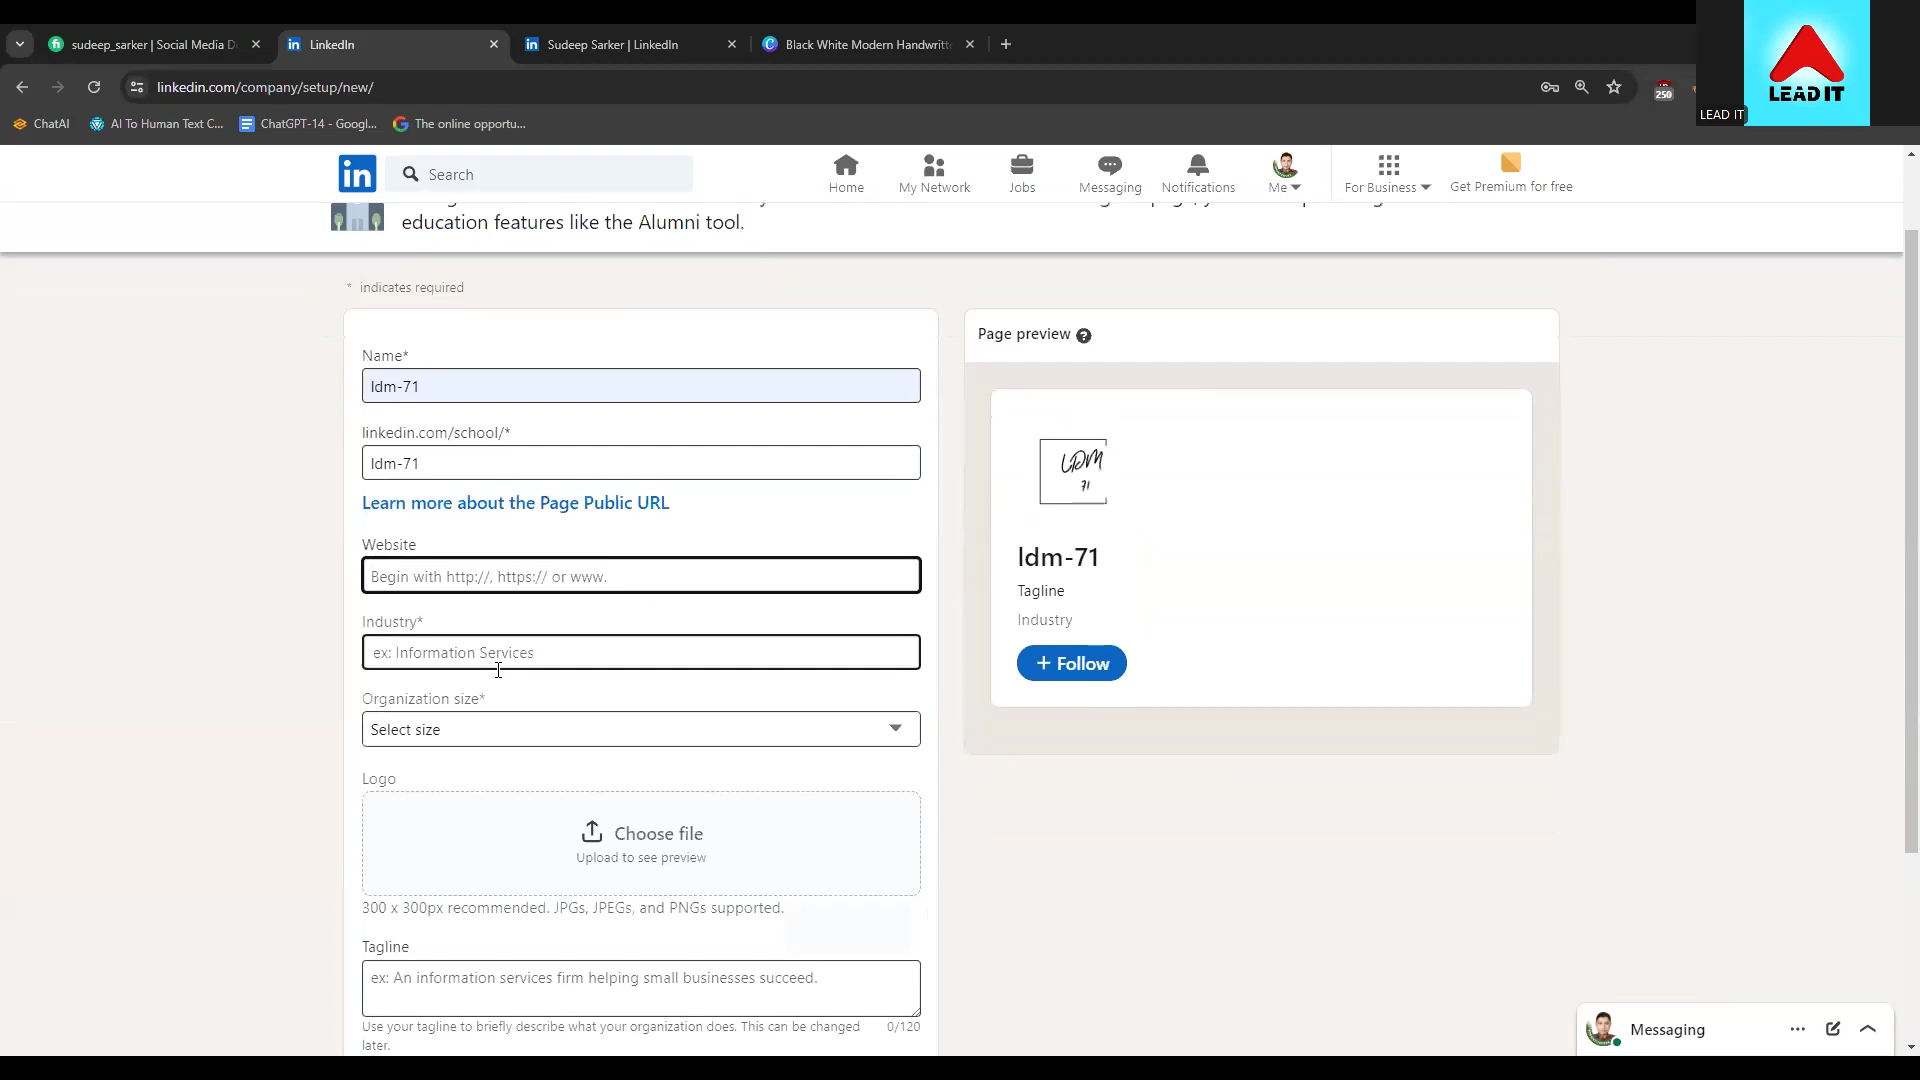 sudeep_sarker | Social Media D
LinkedIn
Sudeep Sarker | LinkedIn
Black White Modern Handwritte
linkedin.com/company/setup/new/
250
LEAD IT
LEAD IT
ChatAI
AI To Human Text C...
ChatGPT-14 - Googl...
The online opportu...
in
Search
Home
My Network
Jobs
Messaging
Notifications
Me
For Business
Get Premium for free
education features like the Alumni tool.
* indicates required
Name*
ldm-71
linkedin.com/school/*
ldm-71
Learn more about the Page Public URL
Website
Begin with http://, https:// or www.
Industry*
ex: Information Services
Organization size*
Select size
Logo
Choose file
Upload to see preview
300 x 300px recommended. JPGs, JPEGs, and PNGs supported.
Tagline
ex: An information services firm helping small businesses succeed.
Use your tagline to briefly describe what your organization does. This can be changed
later.
0/120
Page preview
LDM
71
ldm-71
Tagline
Industry
+ Follow
Messaging